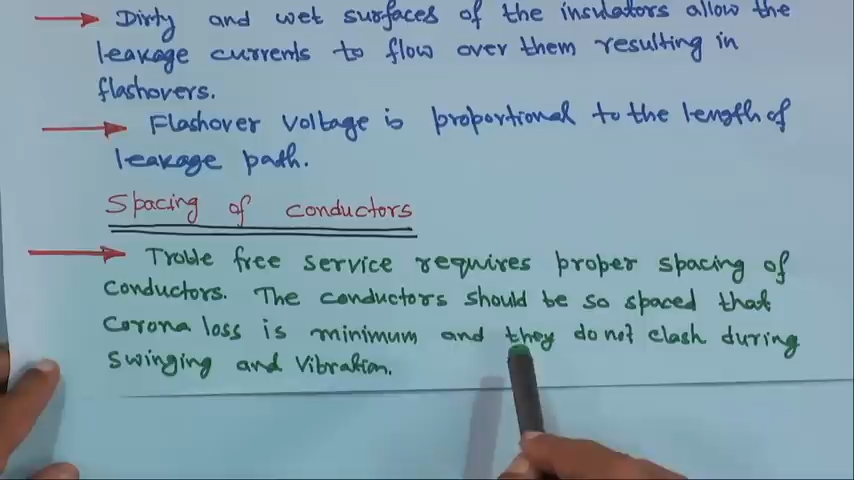 Dirty and wet surfaces of the insulators allow the
leakage currents to flow over them resulting in
flashovers.
Flashover voltage is proportional to the length of
leakage path.
Spacing of conductors
Troble free service requires proper spacing of
conductors. The conductors should be so spaced that
Corona loss is minimum and they do not clash during
swinging and vibration.